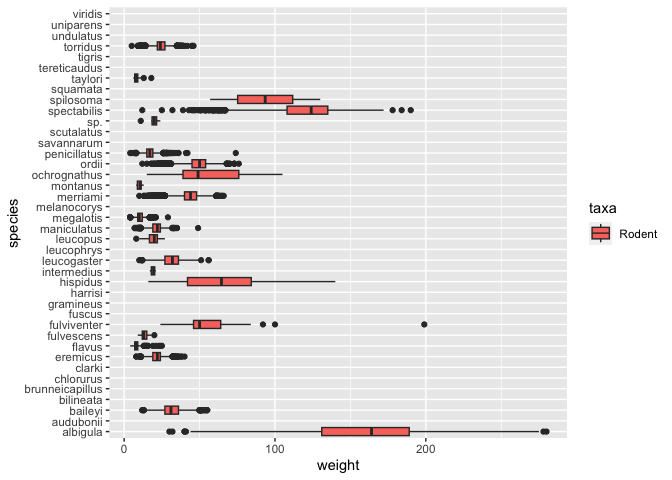 viridis
uniparens
undulatus
torridus
tigris
tereticaudus
taylori
squamata
spilosoma
spectabilis
sp.
scutalatus
savannarum
penicillatus
ordii
ochrognathus
montanus
merriami
melanocorys
megalotis
maniculatus
leucopus
leucophrys
leucogaster
intermedius
hispidus
harrisi
gramineus
fuscus
fulviventer
fulvescens
flavus
eremicus
clarki
chlorurus
brunneicapillus
bilineata
baileyi
audubonii
albigula
species
0 100 200
weight
taxa
Rodent